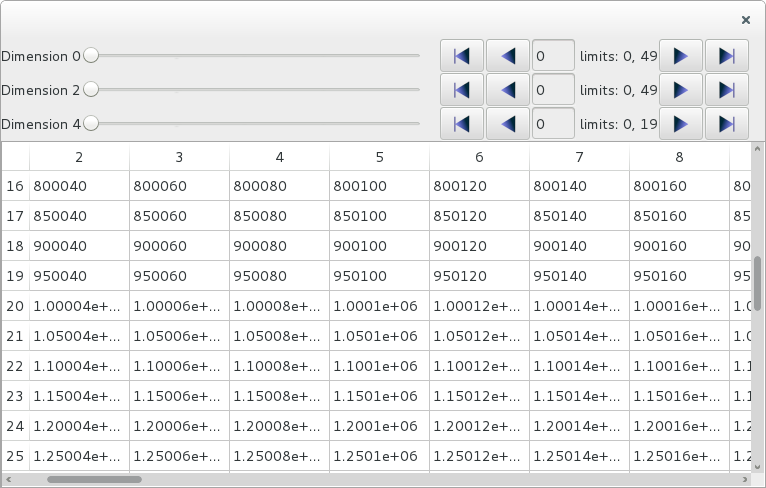 Dimension 0 0 limits: 0, 49
Dimension 2 0 limits: 0, 49
Dimension 4 0 limits: 0, 19
2 3 4 5 6 7 8
16 800040 800060 800080 800100 800120 800140 800160 80
17 850040 850060 850080 850100 850120 850140 850160 85
18 900040 900060 900080 900100 900120 900140 900160 90
19 950040 950060 950080 950100 950120 950140 950160 95
20 1.00004e+... 1.00006e+... 1.00008e+... 1.0001e+06 1.00012e+... 1.00014e+... 1.00016e+... 1.0
21 1.05004e+... 1.05006e+... 1.05008e+... 1.0501e+06 1.05012e+... 1.05014e+... 1.05016e+... 1.0
22 1.10004e+... 1.10006e+... 1.10008e+... 1.1001e+06 1.10012e+... 1.10014e+... 1.10016e+... 1.1
23 1.15004e+... 1.15006e+... 1.15008e+... 1.1501e+06 1.15012e+... 1.15014e+... 1.15016e+... 1.1
24 1.20004e+... 1.20006e+... 1.20008e+... 1.2001e+06 1.20012e+... 1.20014e+... 1.20016e+... 1.2
25 1.25004e+... 1.25006e+... 1.25008e+... 1.2501e+06 1.25012e+... 1.25014e+... 1.25016e+... 1.2